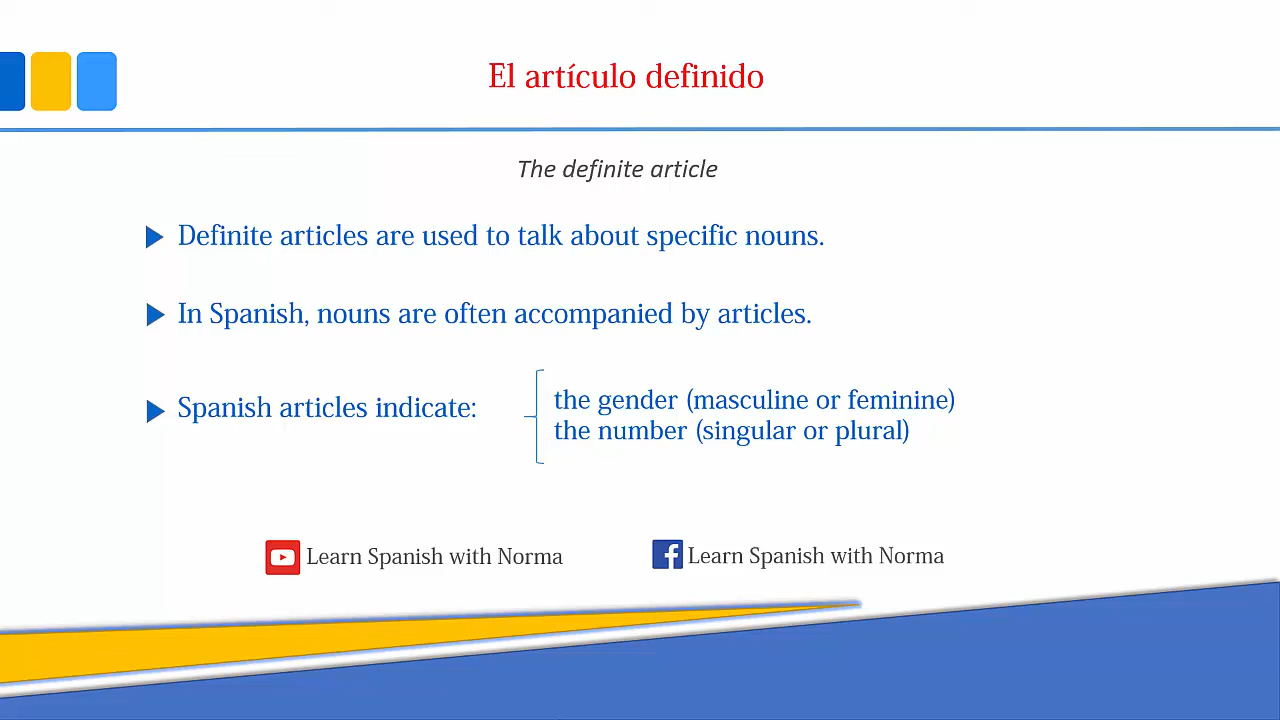 El artículo definido
The definite article
Definite articles are used to talk about specific nouns.
In Spanish, nouns are often accompanied by articles.
Spanish articles indicate:
the gender (masculine or feminine)
the number (singular or plural)
Learn Spanish with Norma
Learn Spanish with Norma